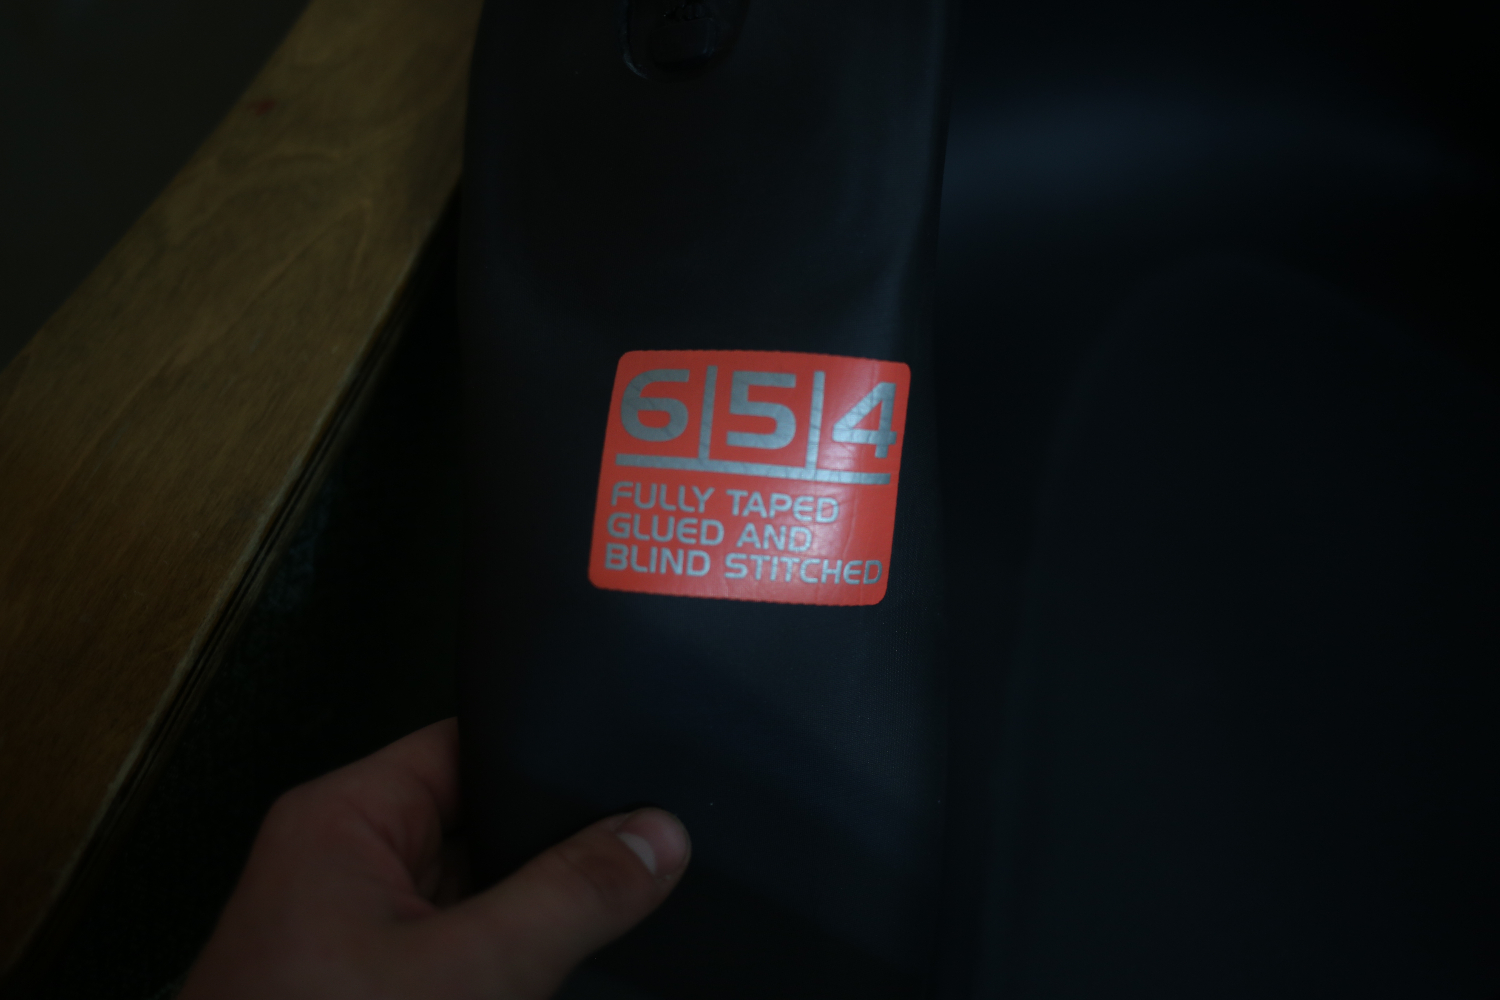 6|5|4
FULLY TAPED
GLUED AND
BLIND STITCHED